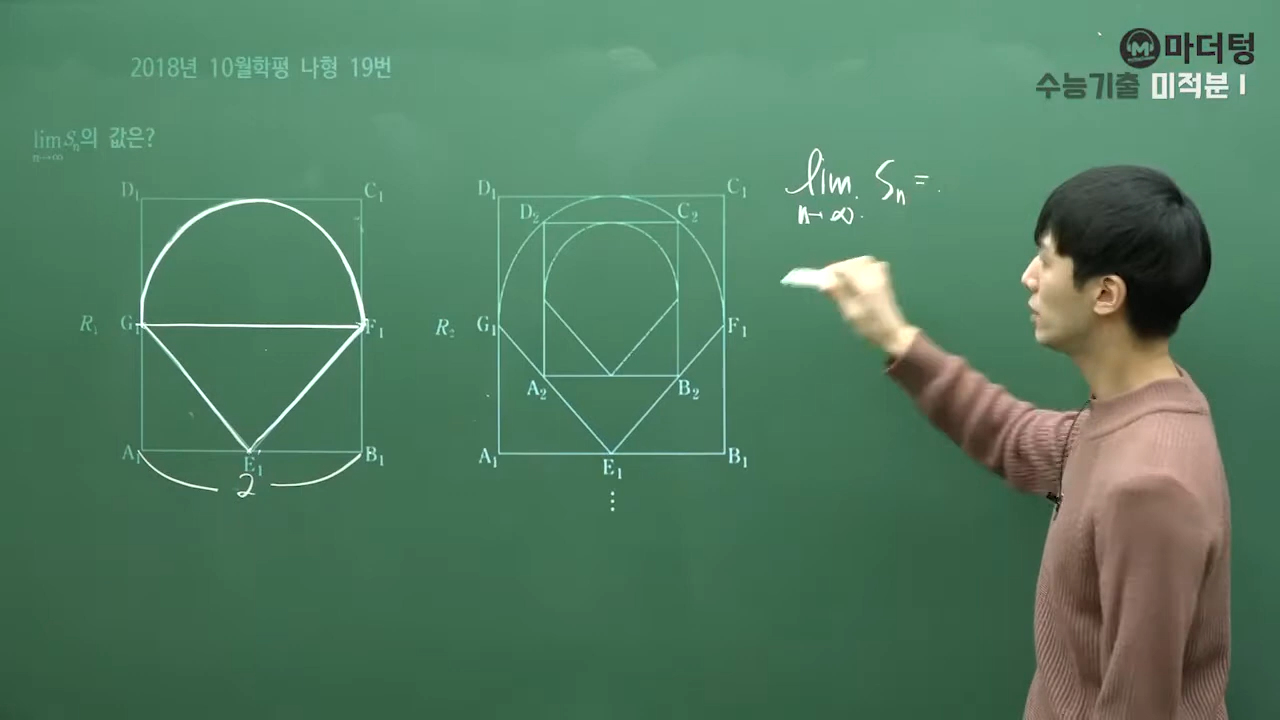 마더텅
수능기출 미적분 I
2018년 10월학평 나형 19번
lim Sₙ의 값은?
n→∞
D₁ C₁
G₁ F₁
R₁
A₁ E₁ B₁
2
D₁ C₁
D₂ C₂
G₁ F₁
R₂
A₂ B₂
A₁ E₁ B₁
⋮
lim Sₙ =
n→∞